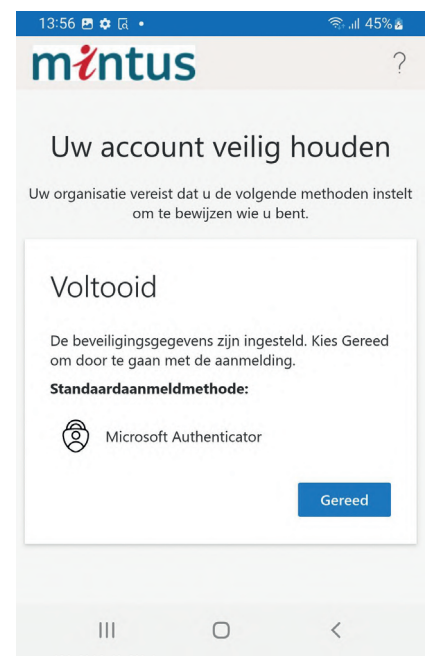 13:56
45%
mintus
?
Uw account veilig houden
Uw organisatie vereist dat u de volgende methoden instelt
om te bewijzen wie u bent.
Voltooid
De beveiligingsgegevens zijn ingesteld. Kies Gereed
om door te gaan met de aanmelding.
Standaardaanmeldmethode:
Microsoft Authenticator
Gereed